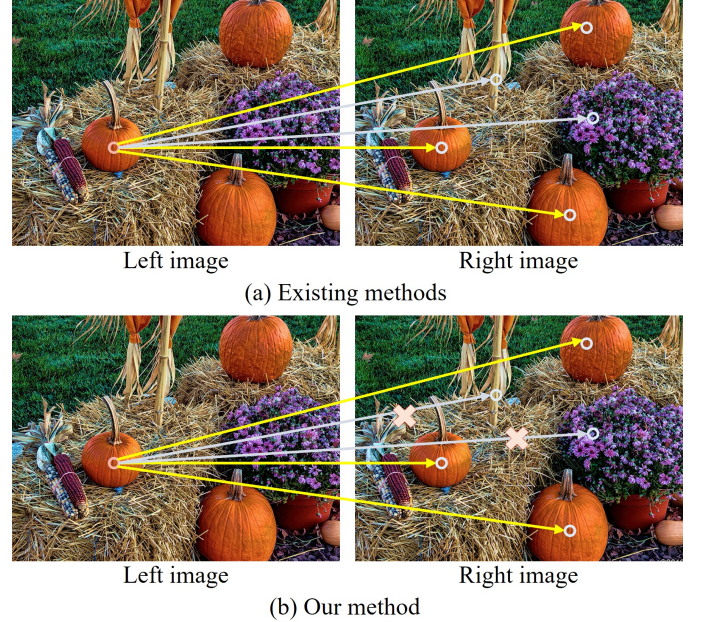 Left image
Right image
(a) Existing methods
Left image
Right image
(b) Our method